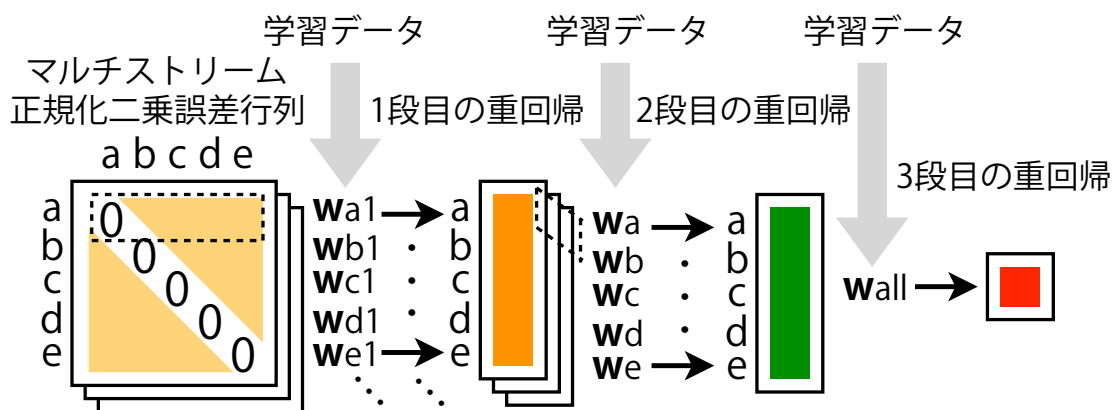 学習データ
学習データ
学習データ
マルチストリーム
正規化二乗誤差行列
1段目の重回帰
2段目の重回帰
3段目の重回帰
a b c d e
a
b
c
d
e
0
0
0
0
0
wa1
wb1
wc1
wd1
we1
a
b
c
d
e
wa
wb
wc
wd
we
a
b
c
d
e
wall